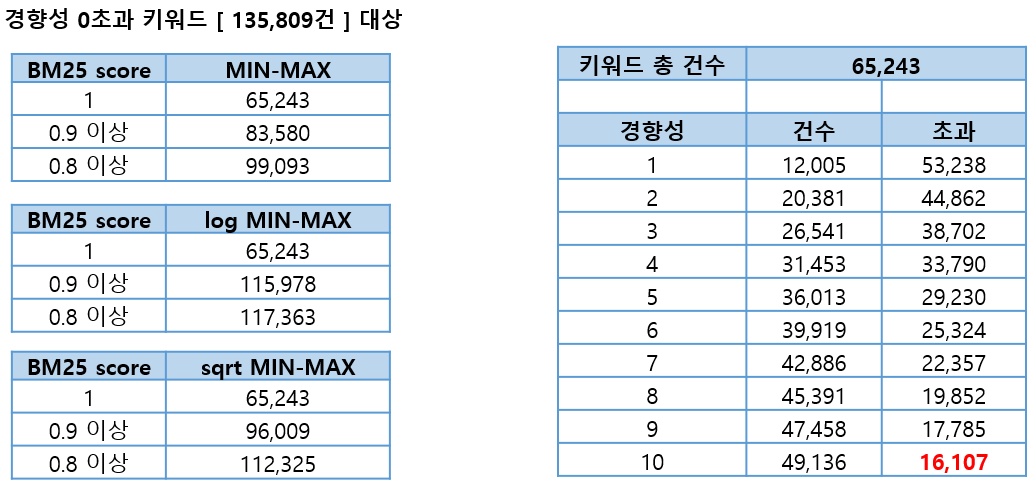 경향성 0초과 키워드 [ 135,809건 ] 대상
BM25 score MIN-MAX
1 65,243
0.9 이상 83,580
0.8 이상 99,093
BM25 score log MIN-MAX
1 65,243
0.9 이상 115,978
0.8 이상 117,363
BM25 score sqrt MIN-MAX
1 65,243
0.9 이상 96,009
0.8 이상 112,325
키워드 총 건수 65,243
경향성 건수 초과
1 12,005 53,238
2 20,381 44,862
3 26,541 38,702
4 31,453 33,790
5 36,013 29,230
6 39,919 25,324
7 42,886 22,357
8 45,391 19,852
9 47,458 17,785
10 49,136 16,107